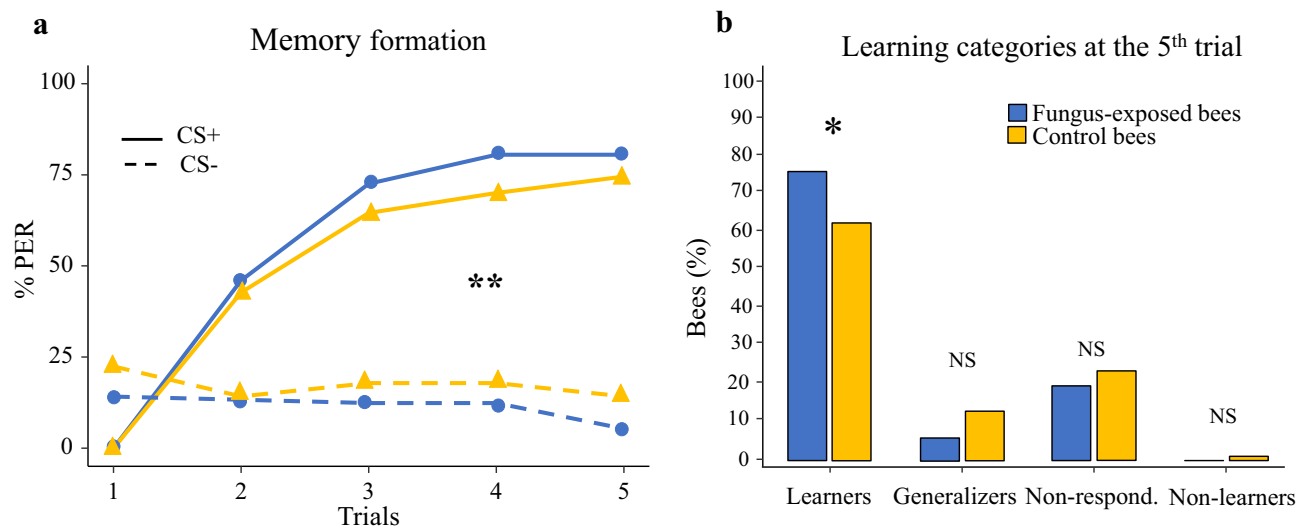 a
Memory formation
100
75
50
25
0
% PER
CS+
CS-
**
1 2 3 4 5
Trials
b
Learning categories at the 5th trial
100
90
80
70
60
50
40
30
20
10
0
Bees (%)
Fungus-exposed bees
Control bees
*
NS
NS
NS
Learners Generalizers Non-respond. Non-learners